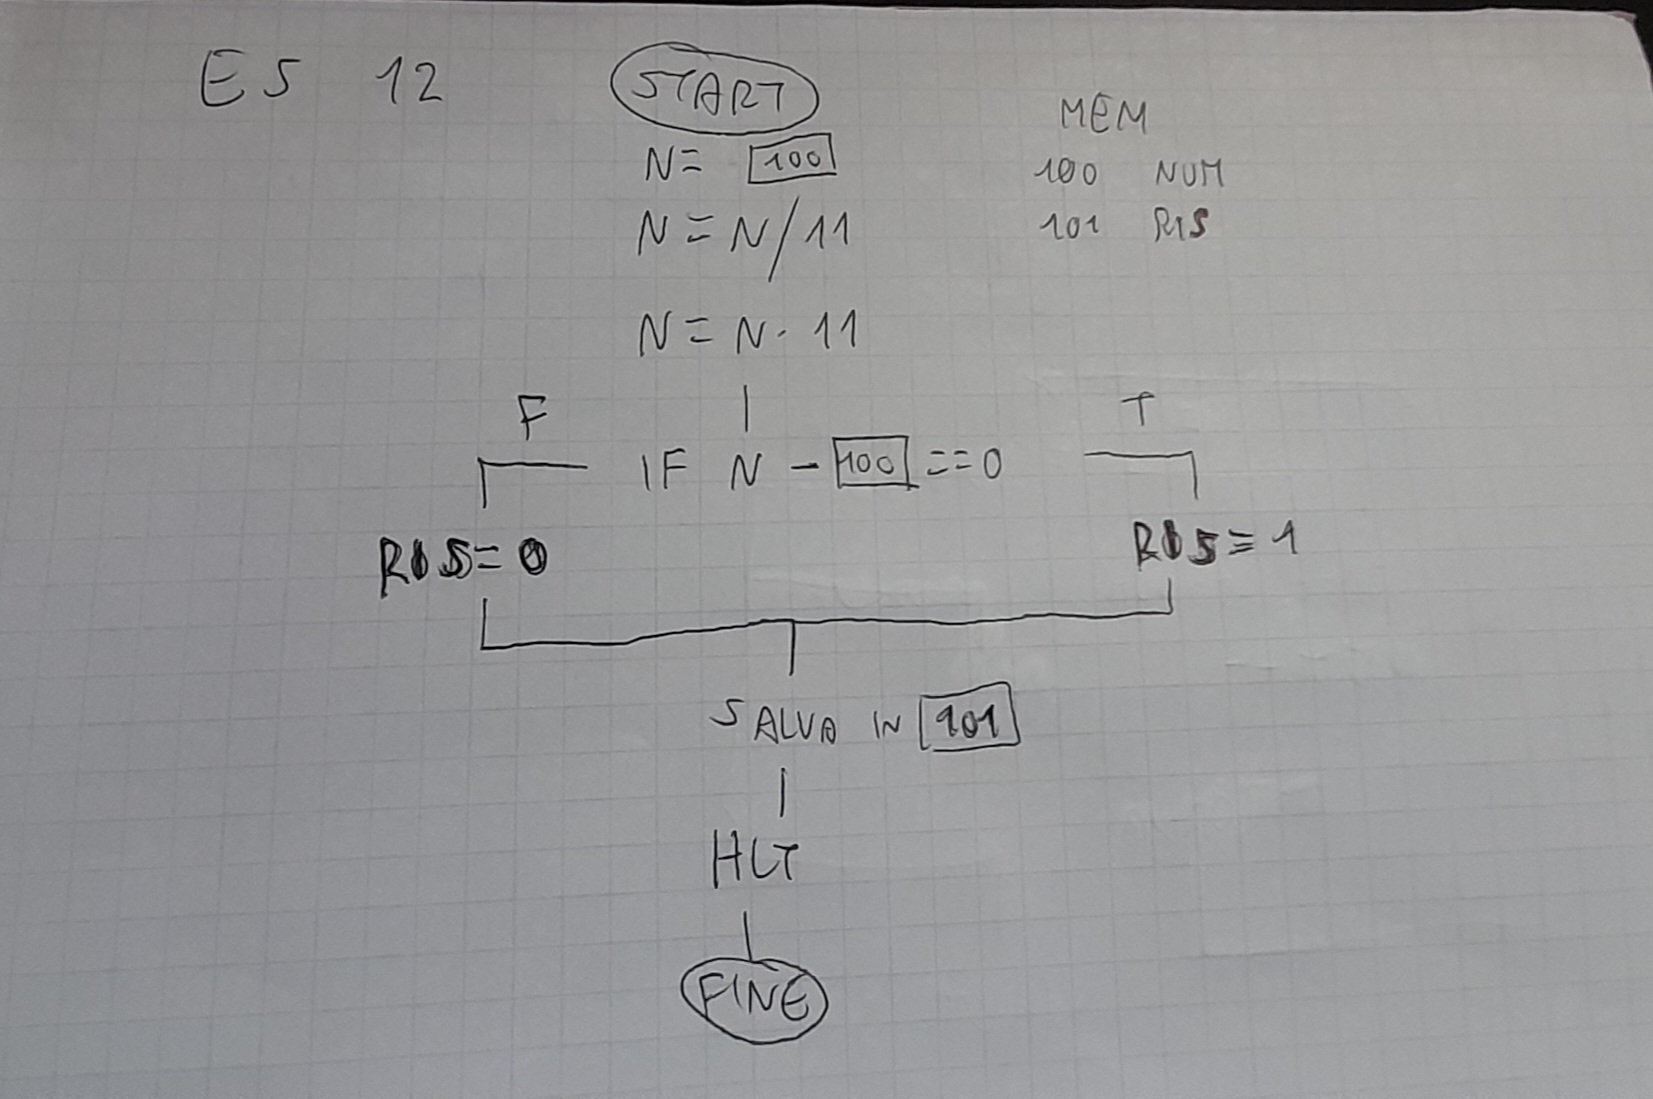 ES 12 START
MEM
N= 100
100 NUM
N=N/11
101 RIS
N=N·11
F T
IF N - 100 ==0
RIS=0 RIS=1
SALVA IN 101
HLT
FINE